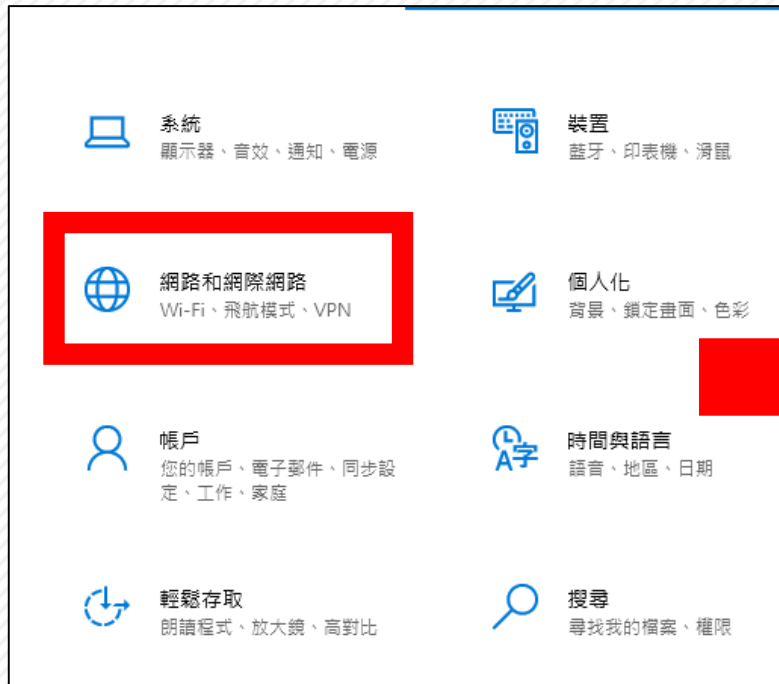 系統
顯示器、音效、通知、電源
裝置
藍牙、印表機、滑鼠
網路和網際網路
Wi-Fi、飛航模式、VPN
個人化
背景、鎖定畫面、色彩
帳戶
您的帳戶、電子郵件、同步設
定、工作、家庭
時間與語言
語音、地區、日期
輕鬆存取
朗讀程式、放大鏡、高對比
搜尋
尋找我的檔案、權限